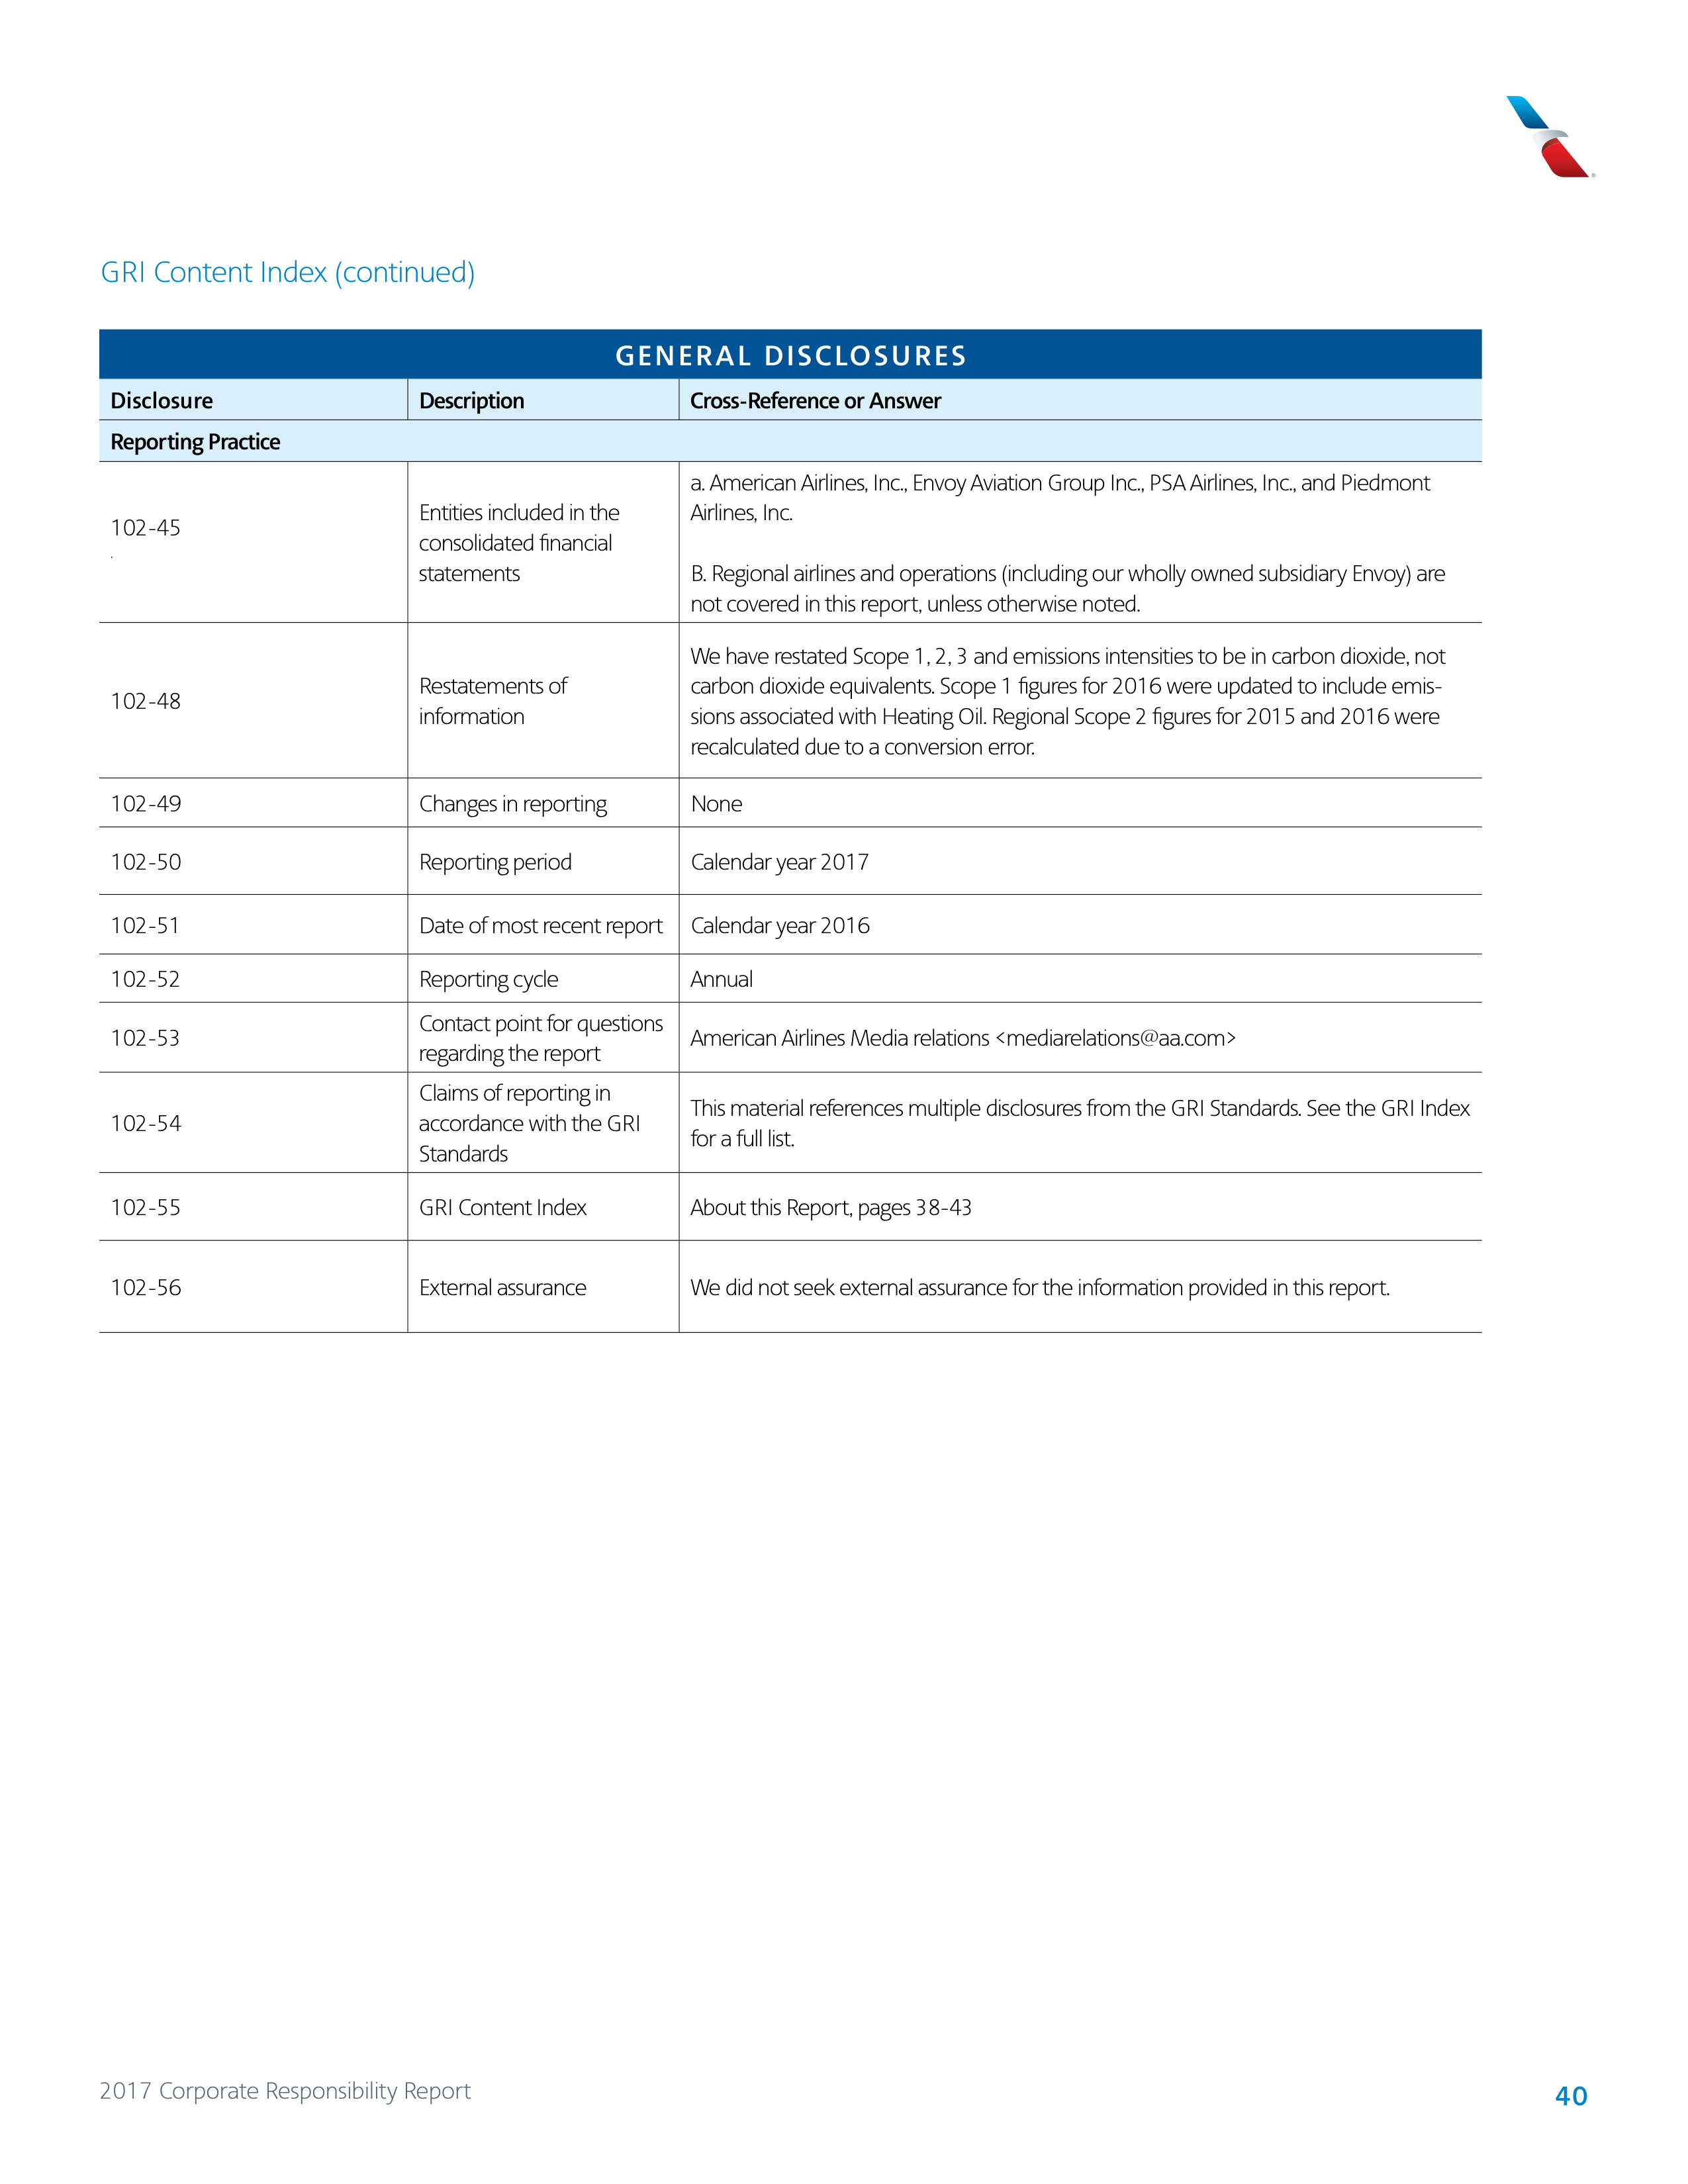 GRI Content Index (continued)
GENERAL DISCLOSURES
Disclosure Description Cross-Reference or Answer
Reporting Practice
102-45
.
Entities included in the
consolidated financial
statements
a. American Airlines, Inc., Envoy Aviation Group Inc., PSA Airlines, Inc., and Piedmont
Airlines, Inc.
B. Regional airlines and operations (including our wholly owned subsidiary Envoy) are
not covered in this report, unless otherwise noted.
102-48
Restatements of
information
We have restated Scope 1, 2, 3 and emissions intensities to be in carbon dioxide, not
carbon dioxide equivalents. Scope 1 figures for 2016 were updated to include emis-
sions associated with Heating Oil. Regional Scope 2 figures for 2015 and 2016 were
recalculated due to a conversion error.
102-49 Changes in reporting None
102-50 Reporting period Calendar year 2017
102-51 Date of most recent report Calendar year 2016
102-52 Reporting cycle Annual
102-53
Contact point for questions
regarding the report
American Airlines Media relations <mediarelations@aa.com>
102-54
Claims of reporting in
accordance with the GRI
Standards
This material references multiple disclosures from the GRI Standards. See the GRI Index
for a full list.
102-55 GRI Content Index About this Report, pages 38-43
102-56 External assurance We did not seek external assurance for the information provided in this report.
2017 Corporate Responsibility Report 40